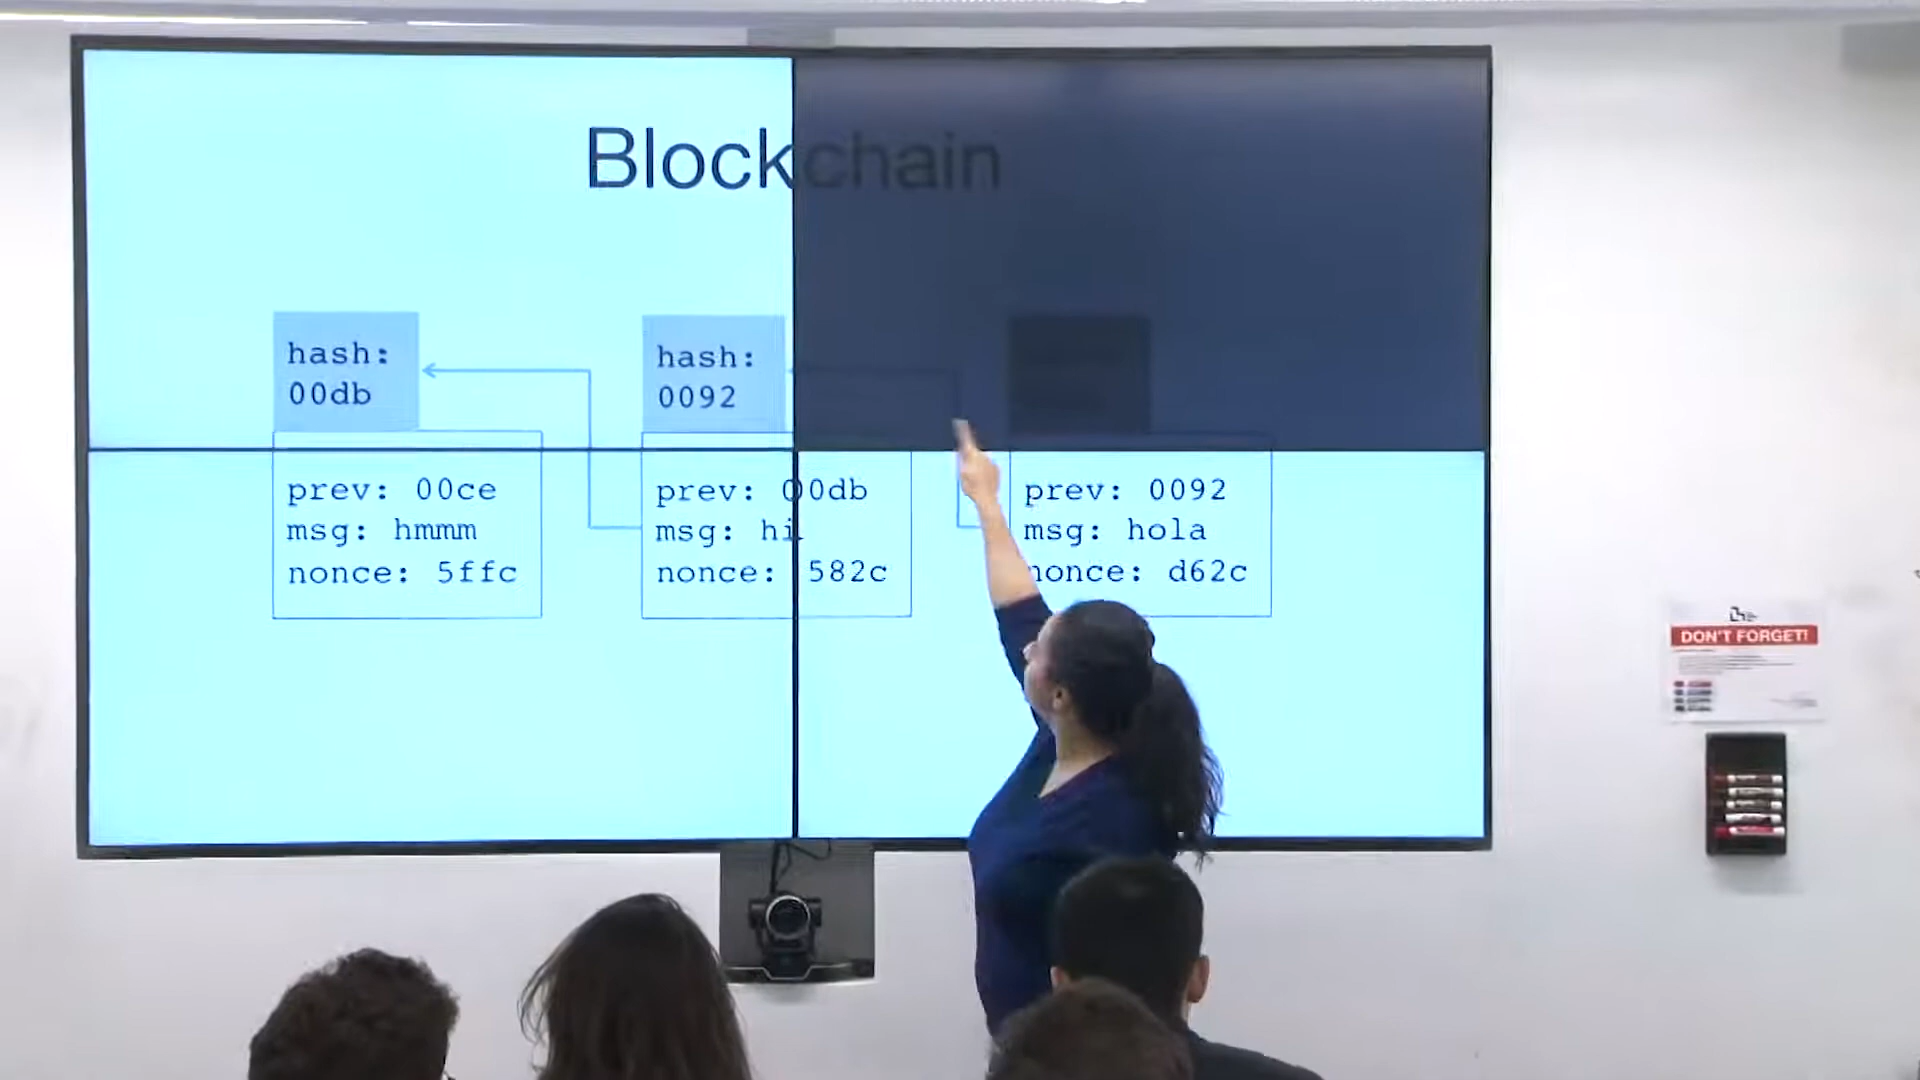 Blockchain
hash:
00db
hash:
0092
prev: 00ce
msg: hmmm
nonce: 5ffc
prev: 00db
msg: hi
nonce: 582c
prev: 0092
msg: hola
nonce: d62c
DON'T FORGET!